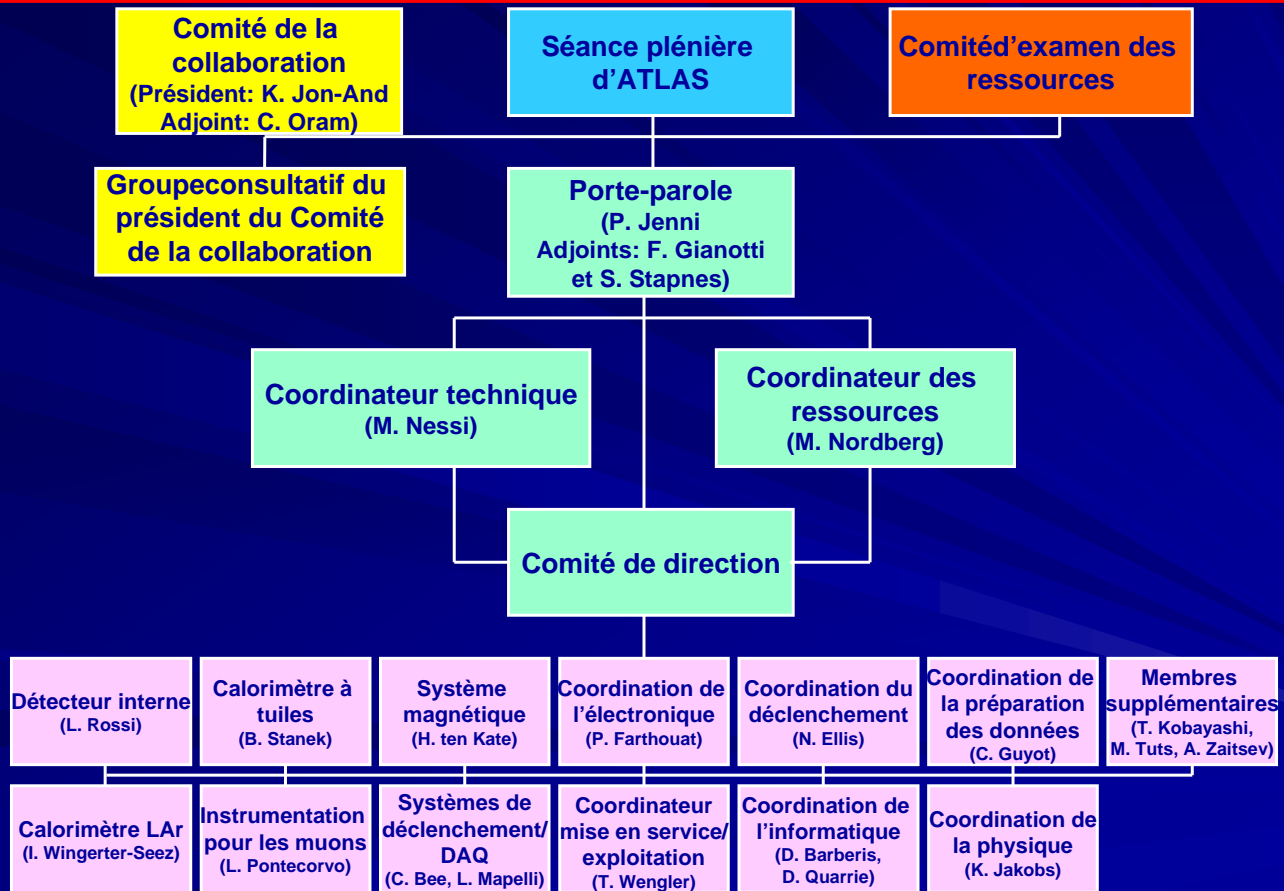 Comité de la
collaboration
(Président: K. Jon-And
Adjoint: C. Oram)
Séance plénière
d'ATLAS
Comitéd'examen des
ressources
Groupeconsultatif du
président du Comité
de la collaboration
Porte-parole
(P. Jenni
Adjoints: F. Gianotti
et S. Stapnes)
Coordinateur technique
(M. Nessi)
Coordinateur des
ressources
(M. Nordberg)
Comité de direction
Détecteur interne
(L. Rossi)
Calorimètre à
tuiles
(B. Stanek)
Système
magnétique
(H. ten Kate)
Coordination de
l'électronique
(P. Farthouat)
Coordination du
déclenchement
(N. Ellis)
Coordination de
la préparation
des données
(C. Guyot)
Membres
supplémentaires
(T. Kobayashi,
M. Tuts, A. Zaitsev)
Calorimètre LAr
(I. Wingerter-Seez)
Instrumentation
pour les muons
(L. Pontecorvo)
Systèmes de
déclenchement/
DAQ
(C. Bee, L. Mapelli)
Coordinateur
mise en service/
exploitation
(T. Wengler)
Coordination de
l'informatique
(D. Barberis,
D. Quarrie)
Coordination de
la physique
(K. Jakobs)